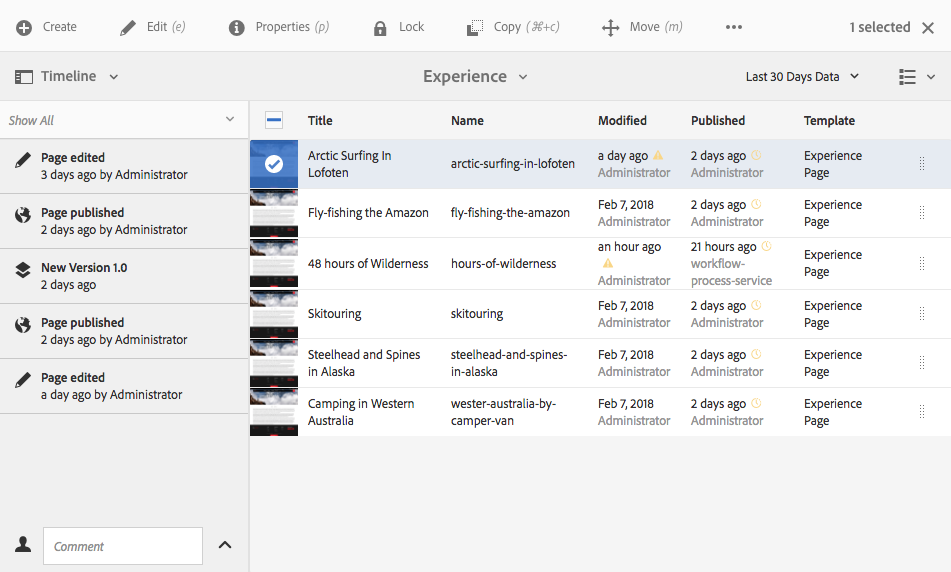 Create Edit (e) Properties (p) Lock Copy (⌘+c) Move (m) ••• 1 selected
Timeline Experience Last 30 Days Data
Show All
Page edited
3 days ago by Administrator
Page published
2 days ago by Administrator
New Version 1.0
2 days ago
Page published
2 days ago by Administrator
Page edited
a day ago by Administrator
Comment
Title Name Modified Published Template
Arctic Surfing In
Lofoten
arctic-surfing-in-lofoten
a day ago
Administrator
2 days ago
Administrator
Experience
Page
Fly-fishing the Amazon
fly-fishing-the-amazon
Feb 7, 2018
Administrator
2 days ago
Administrator
Experience
Page
48 hours of Wilderness
hours-of-wilderness
an hour ago
Administrator
21 hours ago
workflow-
process-service
Experience
Page
Skitouring
skitouring
Feb 7, 2018
Administrator
2 days ago
Administrator
Experience
Page
Steelhead and Spines
in Alaska
steelhead-and-spines-
in-alaska
Feb 7, 2018
Administrator
2 days ago
Administrator
Experience
Page
Camping in Western
Australia
wester-australia-by-
camper-van
Feb 7, 2018
Administrator
2 days ago
Administrator
Experience
Page